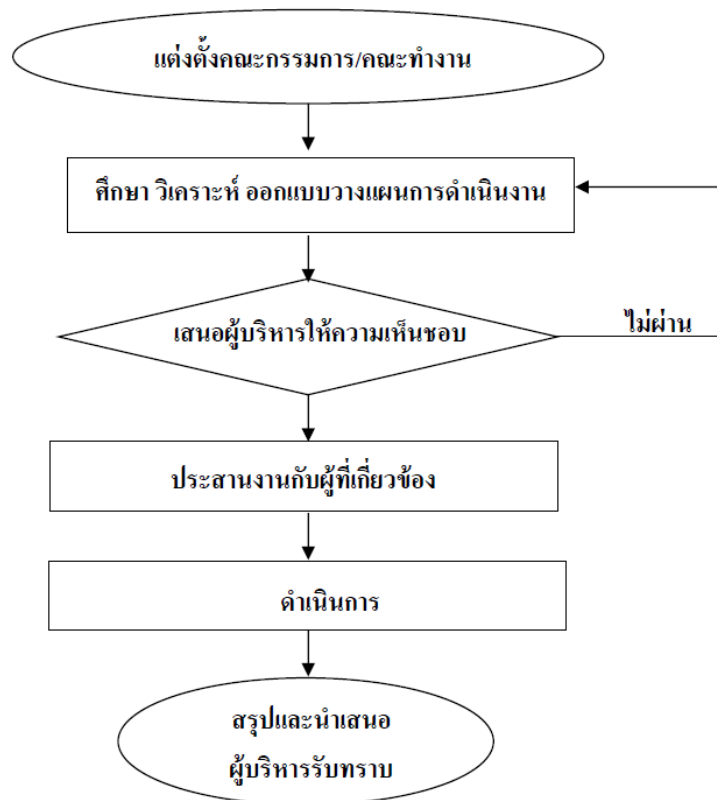 แต่งตั้งคณะกรรมการ/คณะทำงาน
ศึกษา วิเคราะห์ ออกแบบวางแผนการดำเนินงาน
เสนอผู้บริหารให้ความเห็นชอบ
ไม่ผ่าน
ประสานงานกับผู้ที่เกี่ยวข้อง
ดำเนินการ
สรุปและนำเสนอ
ผู้บริหารรับทราบ